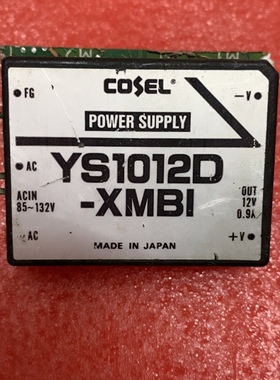 COSEL®
FG
-V
POWER SUPPLY
AC
YS1012D
-XMBI
ACIN
85~132V
OUT
12V
0.9A
AC
+V
MADE IN JAPAN